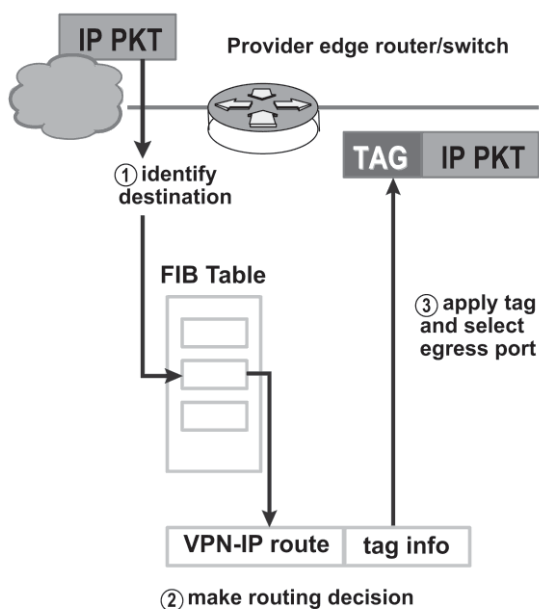 IP PKT
Provider edge router/switch
TAG IP PKT
① identify
destination
FIB Table
③ apply tag
and select
egress port
VPN-IP route tag info
② make routing decision